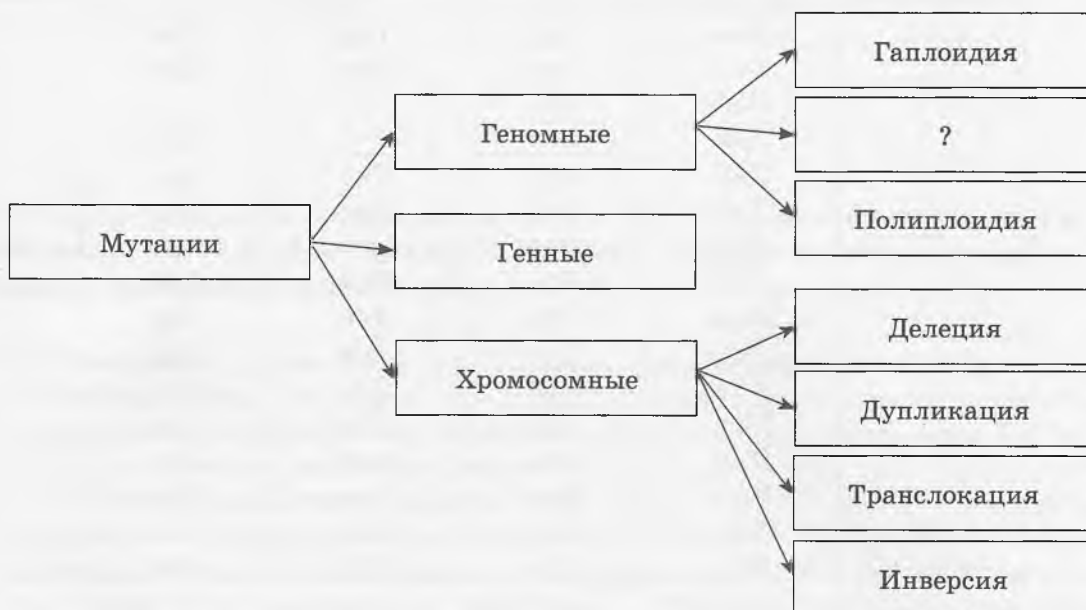 Мутации
Геномные
Генные
Хромосомные
Гаплоидия
?
Полиплоидия
Делеция
Дупликация
Транслокация
Инверсия